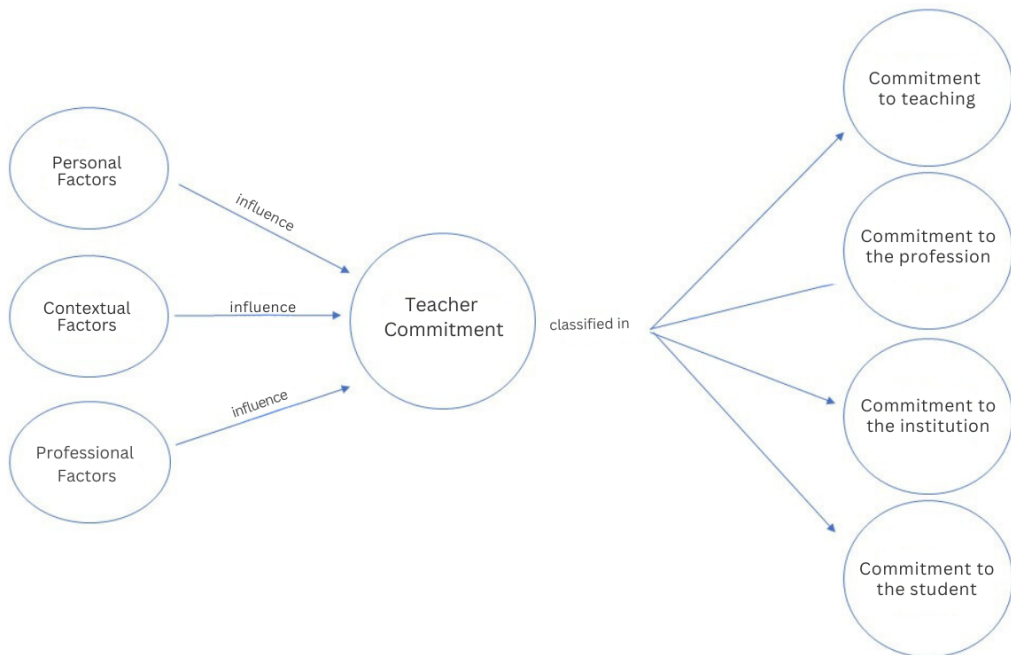 Personal
Factors
influence
Contextual
Factors
influence
Professional
Factors
influence
Teacher
Commitment
classified in
Commitment
to teaching
Commitment to
the profession
Commitment to
the institution
Commitment to
the student